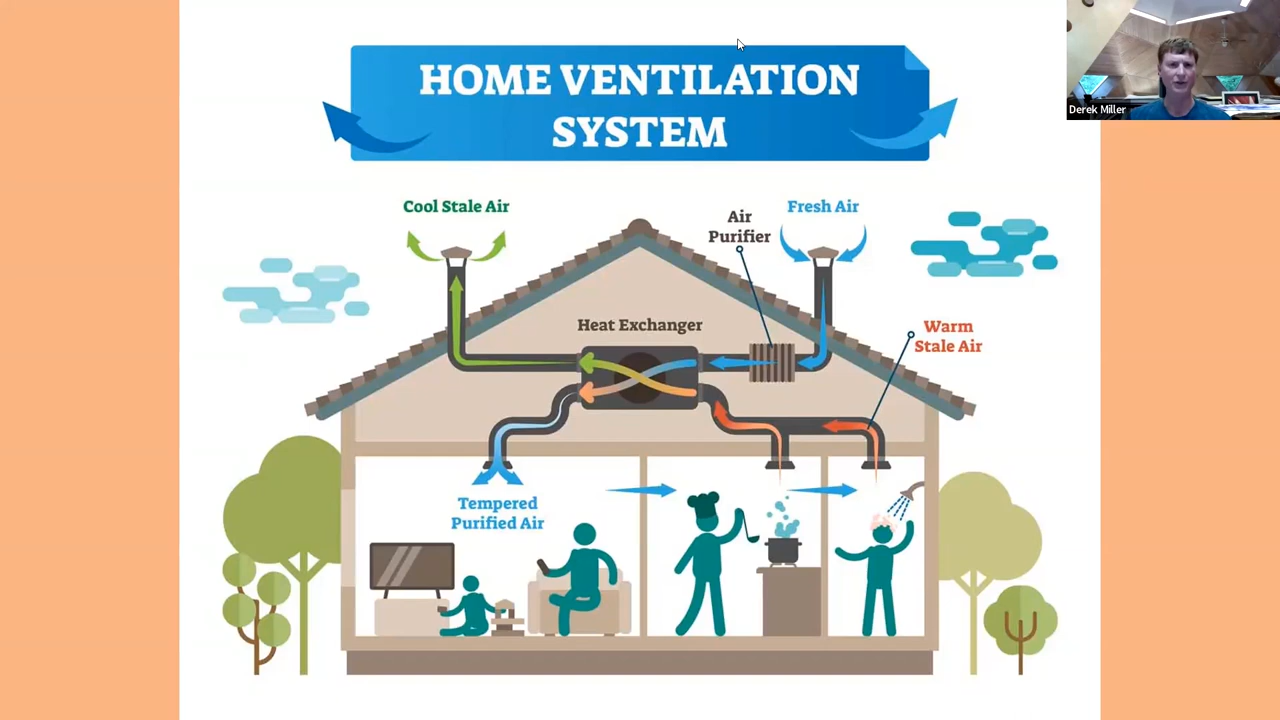 HOME VENTILATION
SYSTEM
Derek Miller
Cool Stale Air
Air
Purifier
Fresh Air
Heat Exchanger
Warm
Stale Air
Tempered
Purified Air